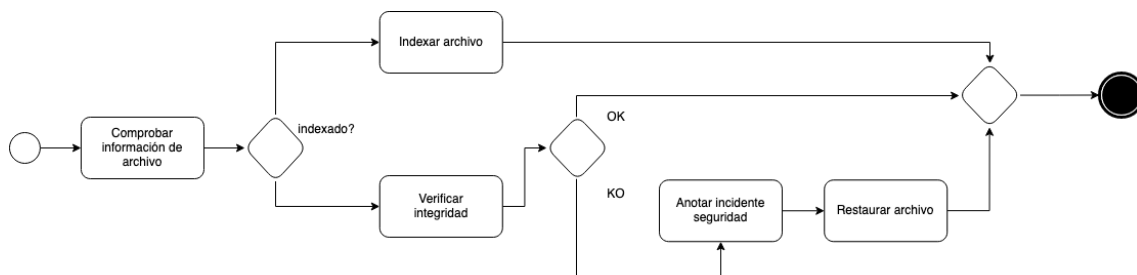 Indexar archivo
Comprobar
información de
archivo
indexado?
OK
Verificar
integridad
KO
Anotar incidente
seguridad
Restaurar archivo